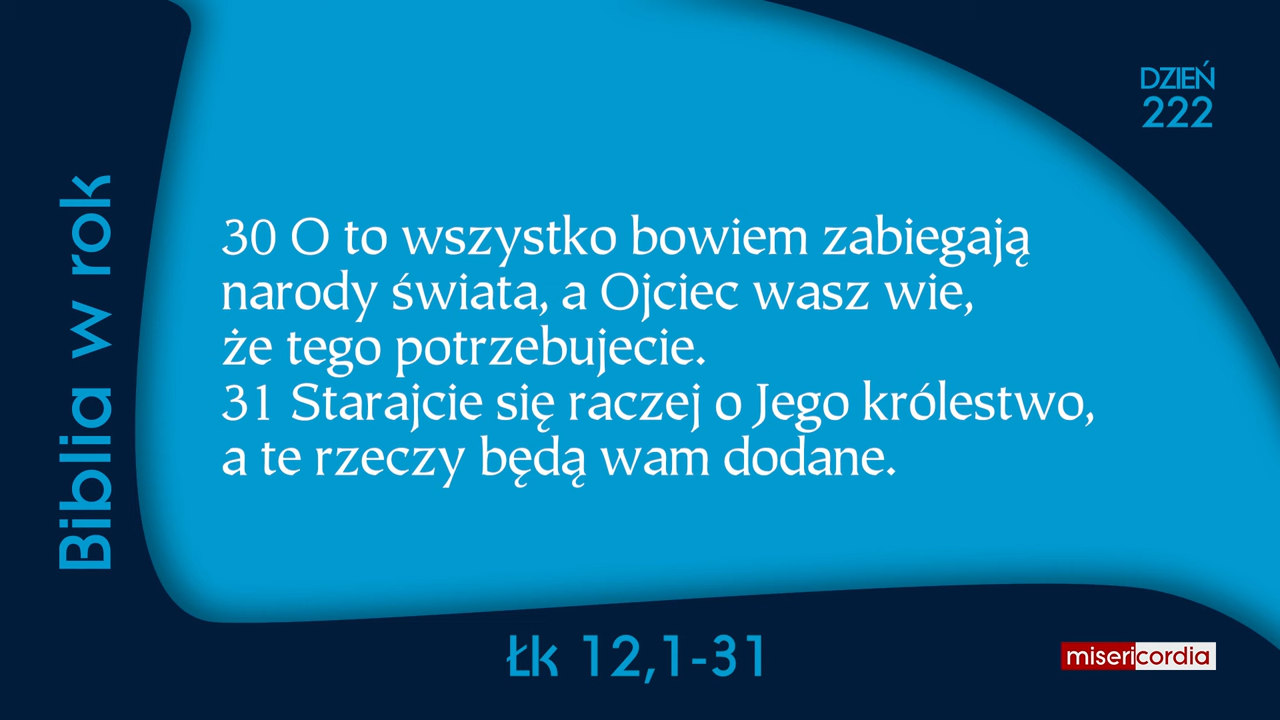 DZIEŃ
222
Biblia w rok
30 O to wszystko bowiem zabiegają
narody świata, a Ojciec wasz wie,
że tego potrzebujecie.
31 Starajcie się raczej o Jego królestwo,
a te rzeczy będą wam dodane.
Łk 12,1-31
misericordia